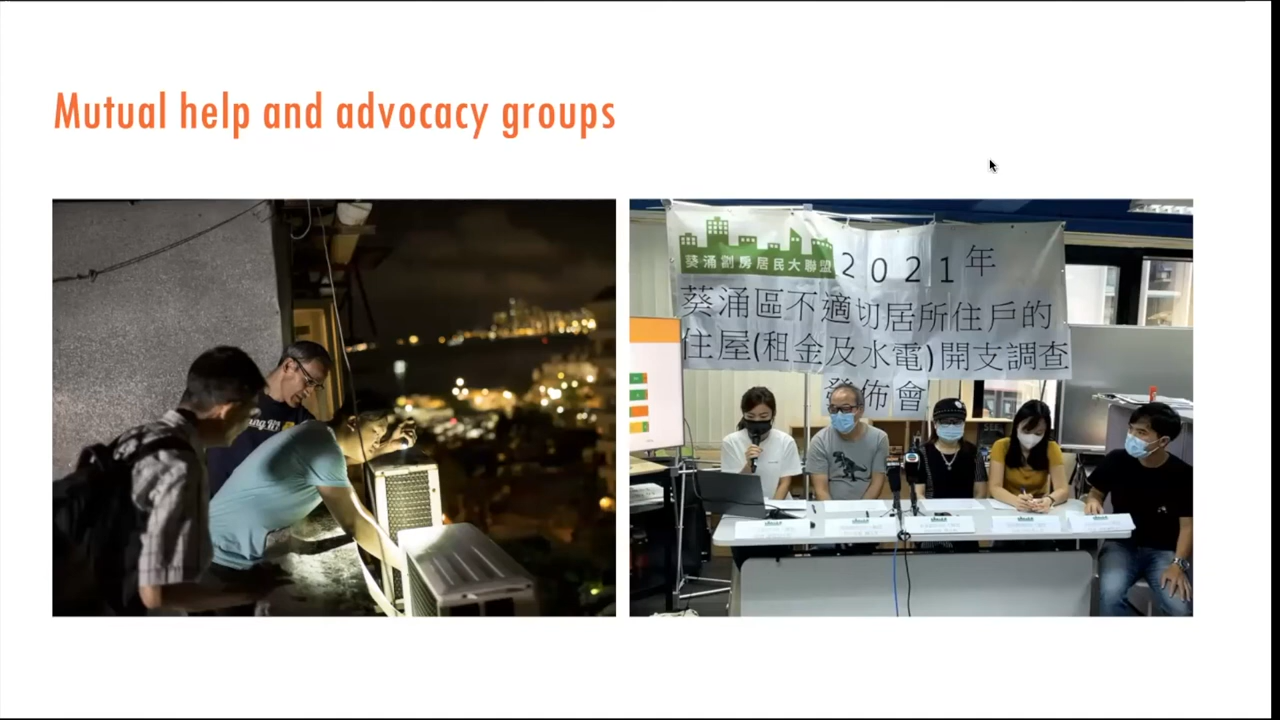 Mutual help and advocacy groups
葵涌劏房居民大聯盟
2021年
葵涌區不適切居所住戶的
住屋(租金及水電)開支調查
發佈會